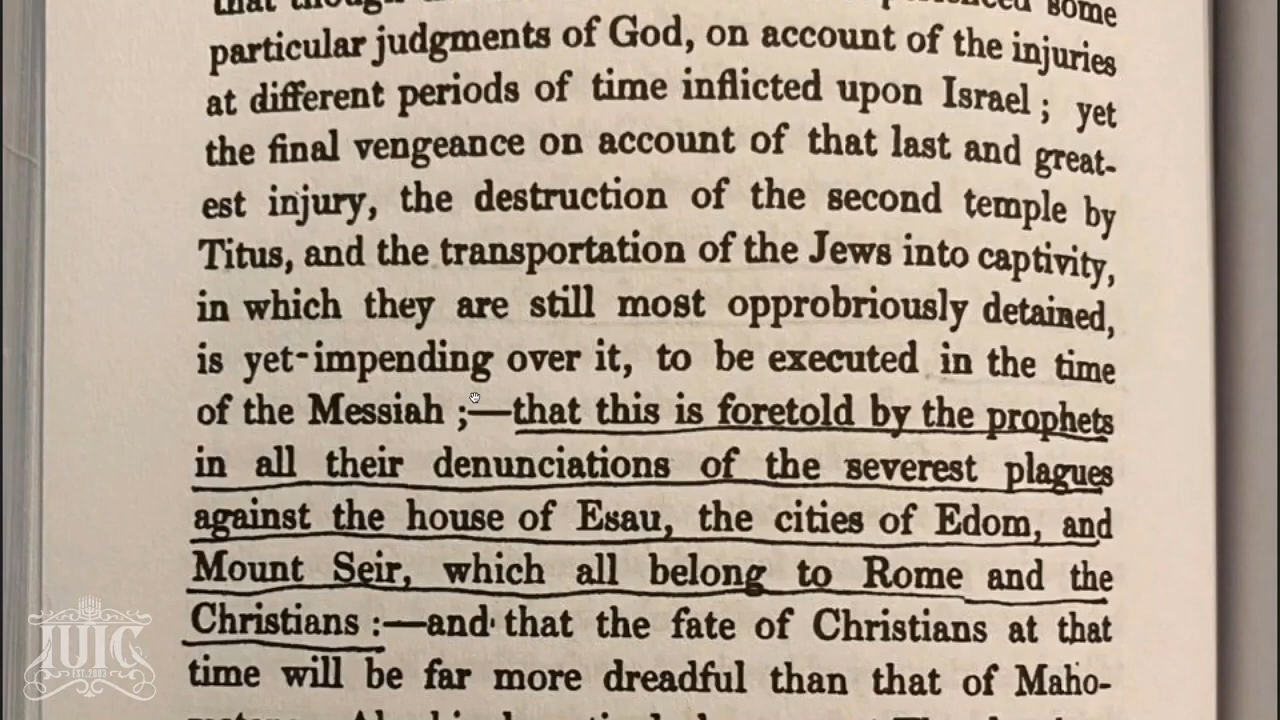 that though
some
particular judgments of God, on account of the injuries
at different periods of time inflicted upon Israel ; yet
the final vengeance on account of that last and great-
est injury, the destruction of the second temple by
Titus, and the transportation of the Jews into captivity,
in which they are still most opprobriously detained,
is yet-impending over it, to be executed in the time
of the Messiah ;—that this is foretold by the prophets
in all their denunciations of the severest plagues
against the house of Esau, the cities of Edom, and
Mount Seir, which all belong to Rome and the
Christians :—and that the fate of Christians at that
time will be far more dreadful than that of Maho-
IUIC
EST. 2003